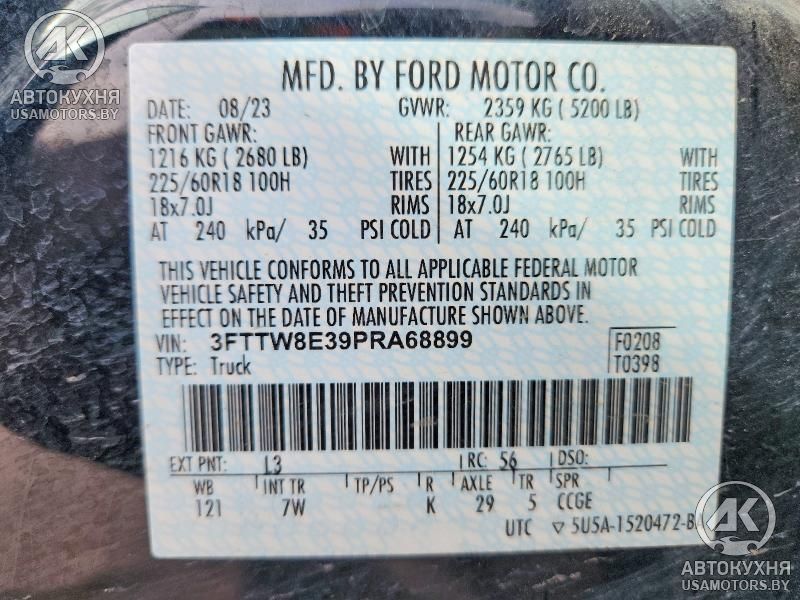 АК
АВТОКУХНЯ
USAMOTORS.BY
MFD. BY FORD MOTOR CO.
DATE: 08/23 GVWR: 2359 KG ( 5200 LB)
FRONT GAWR: REAR GAWR:
1216 KG ( 2680 LB) WITH 1254 KG ( 2765 LB) WITH
225/60R18 100H TIRES 225/60R18 100H TIRES
18x7.0J RIMS 18x7.0J RIMS
AT 240 kPa/ 35 PSI COLD AT 240 kPa/ 35 PSI COLD
THIS VEHICLE CONFORMS TO ALL APPLICABLE FEDERAL MOTOR
VEHICLE SAFETY AND THEFT PREVENTION STANDARDS IN
EFFECT ON THE DATE OF MANUFACTURE SHOWN ABOVE.
VIN: 3FTTW8E39PRA68899 F0208
TYPE: Truck T0398
EXT PNT: L3 RC: 56 DSO:
WB INT TR TP/PS R AXLE TR SPR
121 7W K 29 5 CCGE
UTC ▽ 5U5A-1520472-B
АК
АВТОКУХНЯ
USAMOTORS.BY